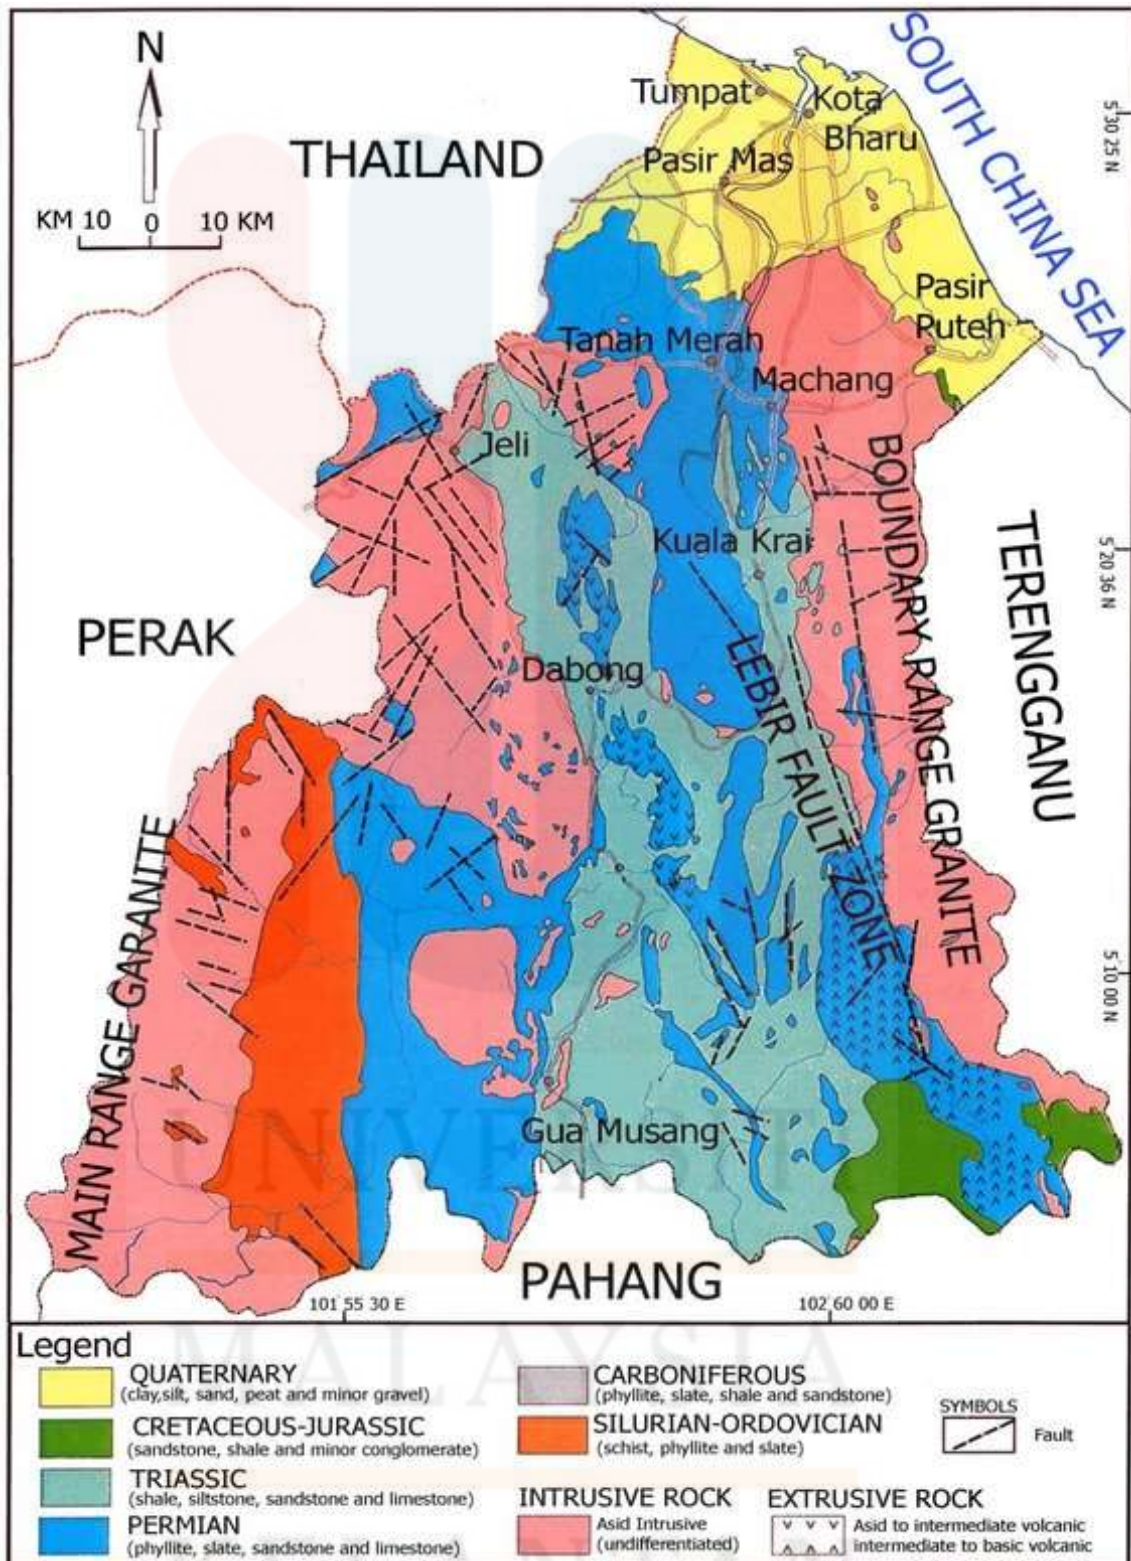 N
KM 10 0 10 KM
THAILAND
SOUTH CHINA SEA
Tumpat
Kota
Bharu
Pasir Mas
5 30 25 N
Pasir
Puteh
Tanah Merah
Machang
Jeli
BOUNDARY RANGE GRANITE
TERENGGANU
Kuala Krai
5 20 36 N
PERAK
Dabong
LEBIR FAULT ZONE
MAIN RANGE GARANITE
5 10 00 N
Gua Musang
UNIVERSITI
PAHANG
101 55 30 E
102 60 00 E
MALAYSIA
Legend
QUATERNARY
(clay,silt, sand, peat and minor gravel)
CRETACEOUS-JURASSIC
(sandstone, shale and minor conglomerate)
TRIASSIC
(shale, siltstone, sandstone and limestone)
PERMIAN
(phyllite, slate, sandstone and limestone)
CARBONIFEROUS
(phyllite, slate, shale and sandstone)
SILURIAN-ORDOVICIAN
(schist, phyllite and slate)
INTRUSIVE ROCK
Asid Intrusive
(undifferentiated)
EXTRUSIVE ROCK
Asid to intermediate volcanic
intermediate to basic volcanic
SYMBOLS
Fault